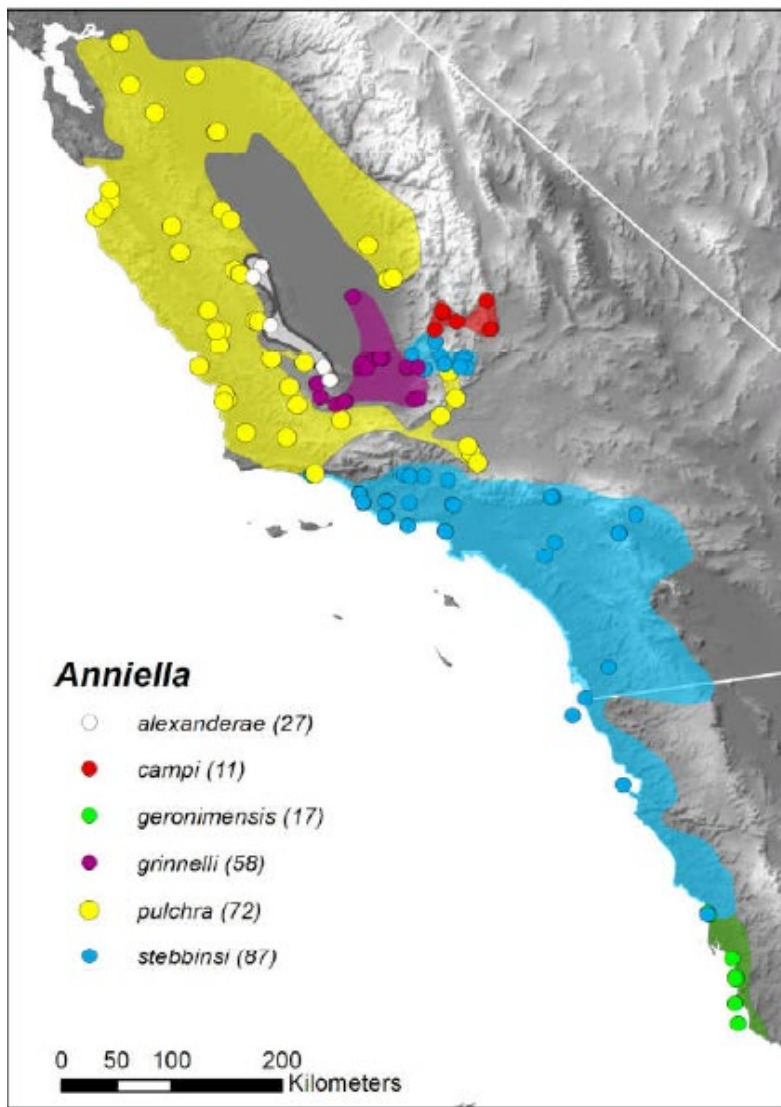 Anniella
alexanderae (27)
campi (11)
geronimensis (17)
grinnelli (58)
pulchra (72)
stebbinsi (87)
0 50 100 200
Kilometers